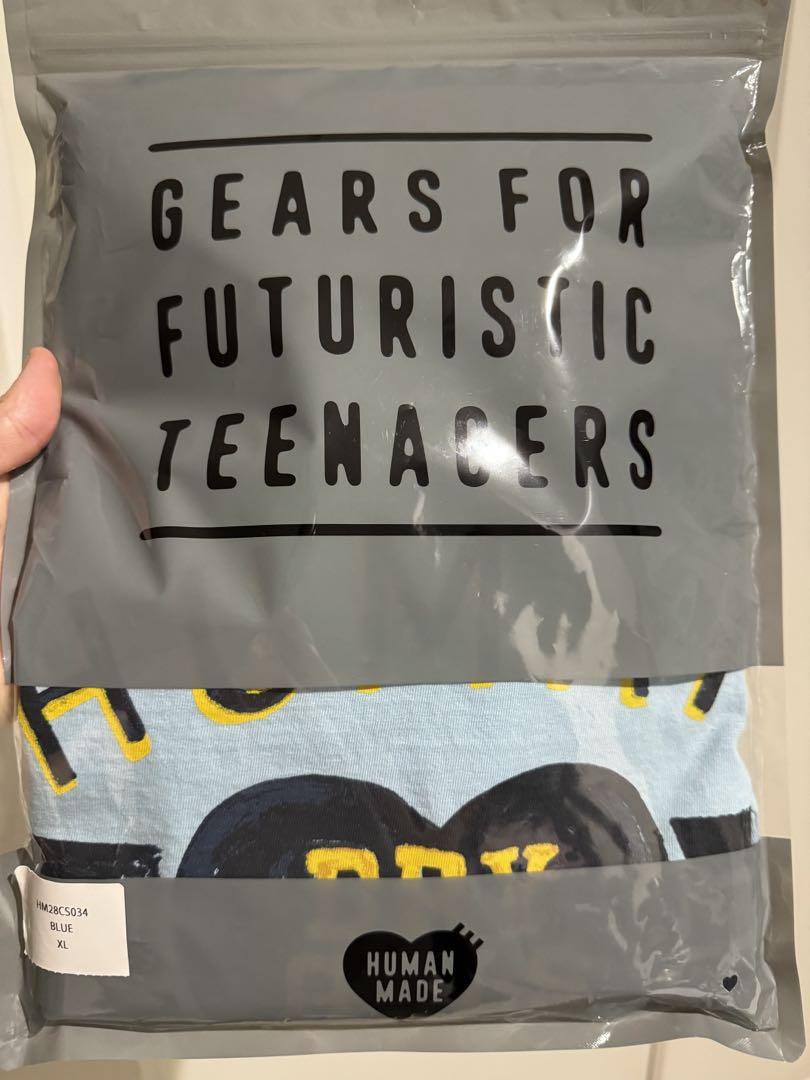 GEARS FOR
FUTURISTIC
TEENAGERS
HM28CS034
BLUE
XL
HUMAN
MADE